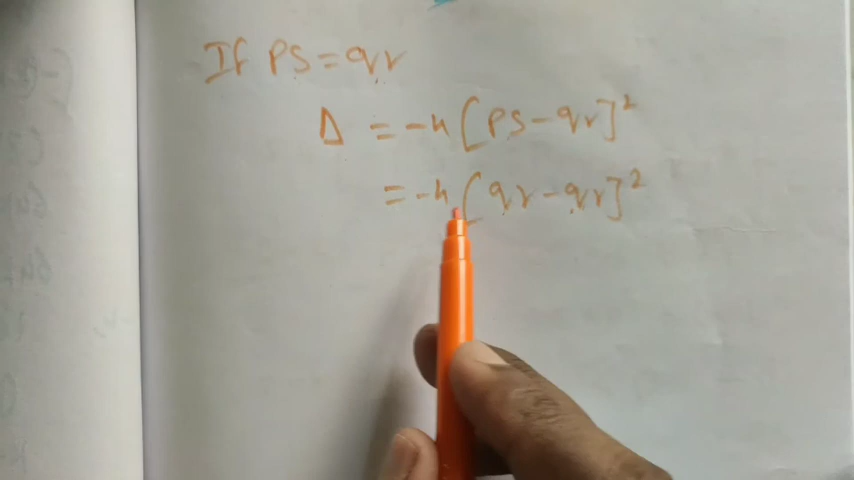 If PS=qr
Δ = -4[PS-qr]²
= -4[qr-qr]²